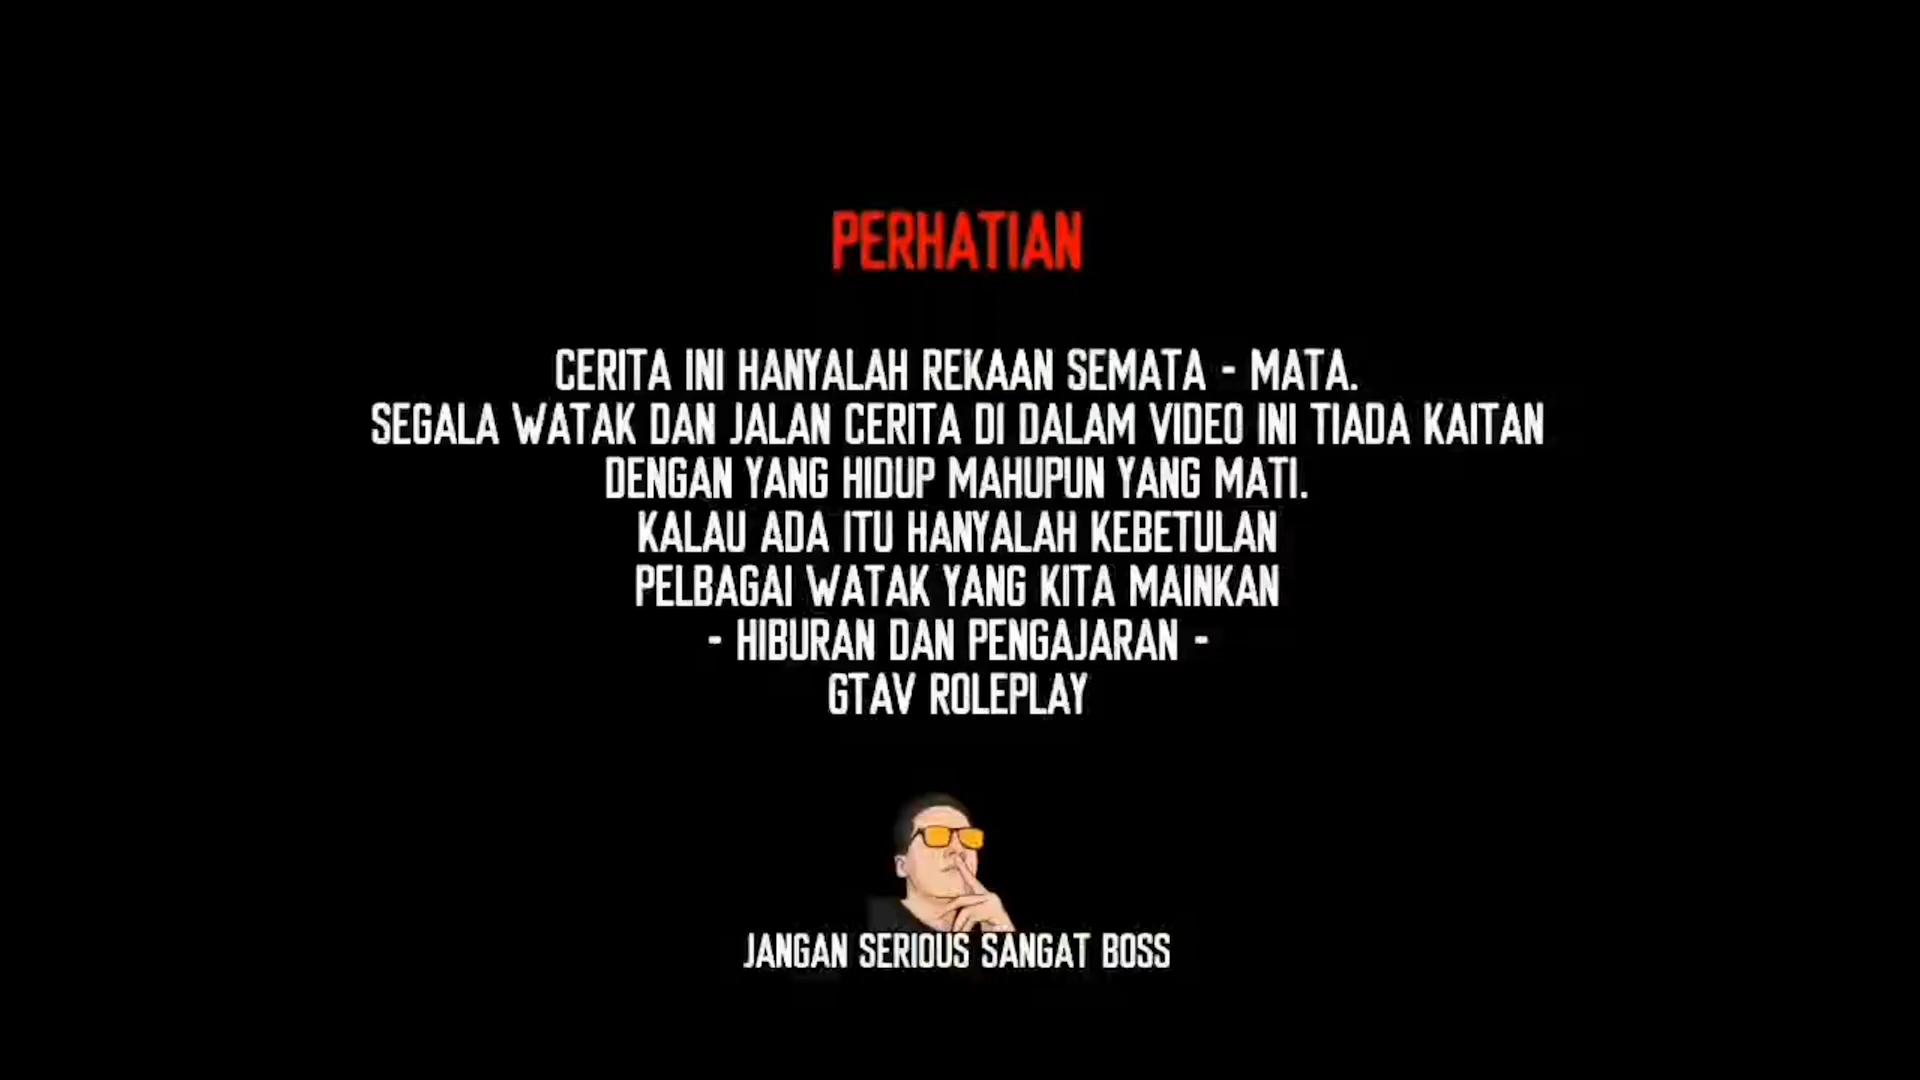 PERHATIAN
CERITA INI HANYALAH REKAAN SEMATA - MATA.
SEGALA WATAK DAN JALAN CERITA DI DALAM VIDEO INI TIADA KAITAN
DENGAN YANG HIDUP MAHUPUN YANG MATI.
KALAU ADA ITU HANYALAH KEBETULAN
PELBAGAI WATAK YANG KITA MAINKAN
- HIBURAN DAN PENGAJARAN -
GTAV ROLEPLAY
JANGAN SERIOUS SANGAT BOSS